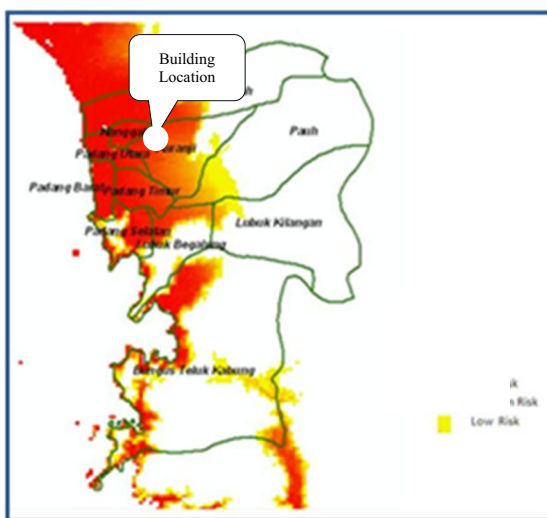 Building
Location
Pauh
Padang Utara
Padang Barat
Padang Timur
Lubuk Kilangan
Padang Selatan
Lubuk Begalung
Bungus Teluk Kabung
Low Risk